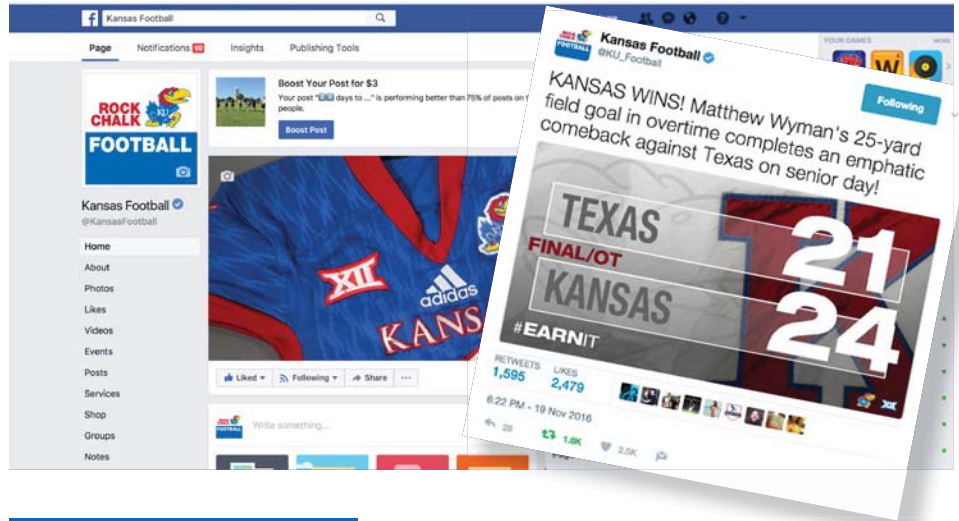 Kansas Football
Page Notifications 99 Insights Publishing Tools
ROCK
CHALK
FOOTBALL
Kansas Football
@KansasFootball
Home
About
Photos
Likes
Videos
Events
Posts
Services
Shop
Groups
Notes
Boost Your Post for $3
Your post " days to ..." is performing better than 75% of posts on
people.
Boost Post
XII
adidas
KANS
Liked Following Share ...
Write something...
YOUR GAMES MORE
W
ROCK
CHALK
FOOTBALL
Kansas Football
@KU_Football
Following
KANSAS WINS! Matthew Wyman's 25-yard
field goal in overtime completes an emphatic
comeback against Texas on senior day!
TEXAS 21
FINAL/OT
KANSAS 24
#EARNIT
RETWEETS LIKES
1,595 2,479
6:22 PM - 19 Nov 2016
28 1.6K 2.5K